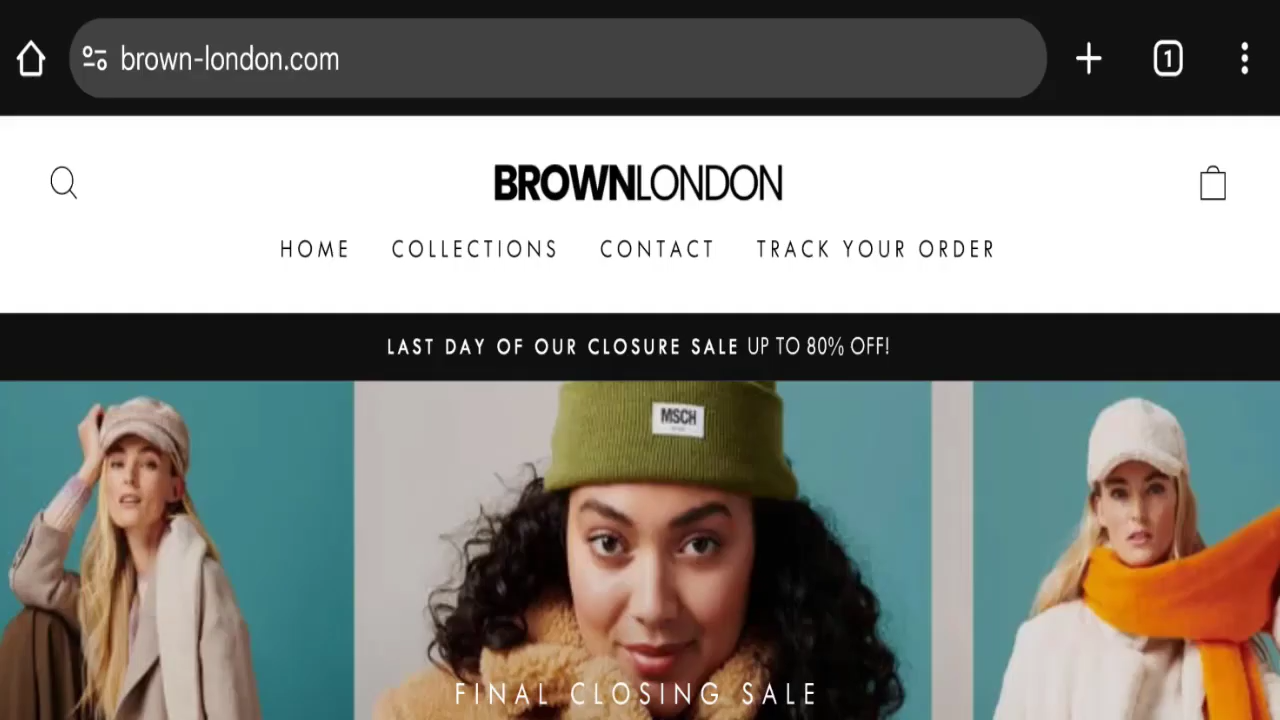 brown-london.com
1
BROWNLONDON
HOME COLLECTIONS CONTACT TRACK YOUR ORDER
LAST DAY OF OUR CLOSURE SALE UP TO 80% OFF!
MSCH
FINAL CLOSING SALE